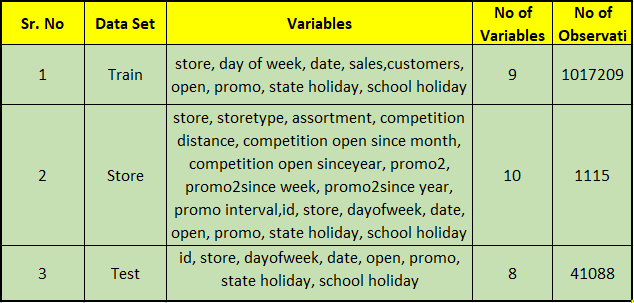 Sr. No Data Set Variables No of Variables No of Observati
1 Train store, day of week, date, sales,customers, open, promo, state holiday, school holiday 9 1017209
2 Store store, storetype, assortment, competition distance, competition open since month, competition open sinceyear, promo2, promo2since week, promo2since year, promo interval,id, store, dayofweek, date, open, promo, state holiday, school holiday 10 1115
3 Test id, store, dayofweek, date, open, promo, state holiday, school holiday 8 41088